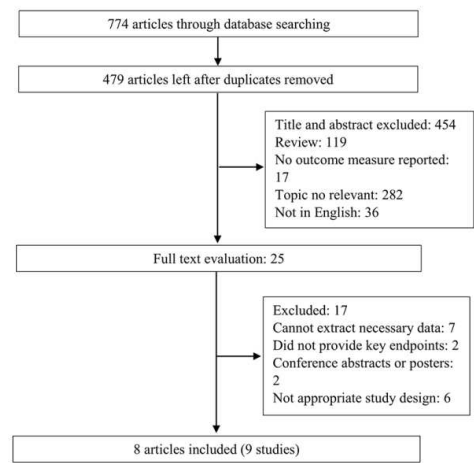 774 articles through database searching
479 articles left after duplicates removed
Title and abstract excluded: 454
Review: 119
No outcome measure reported:
17
Topic no relevant: 282
Not in English: 36
Full text evaluation: 25
Excluded: 17
Cannot extract necessary data: 7
Did not provide key endpoints: 2
Conference abstracts or posters:
2
Not appropriate study design: 6
8 articles included (9 studies)